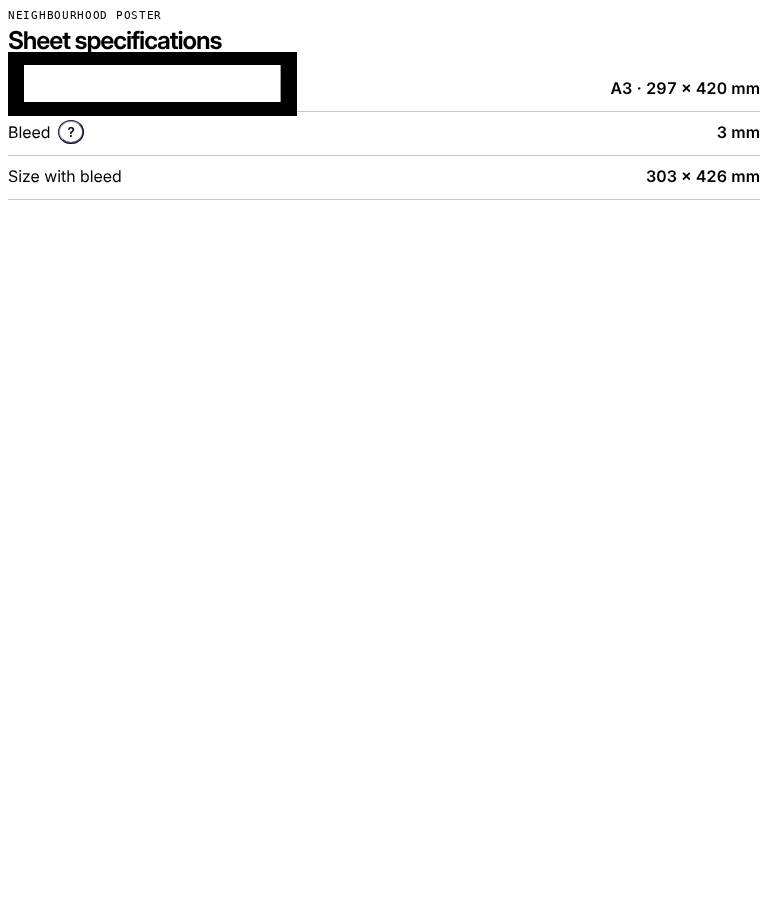 NEIGHBOURHOOD POSTER
Sheet specifications
A3 · 297 × 420 mm
Bleed ? 3 mm
Size with bleed 303 × 426 mm